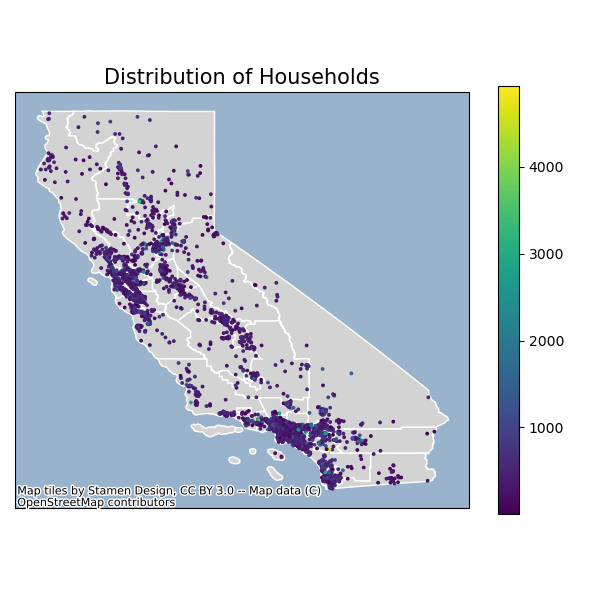 Distribution of Households
4000
3000
2000
1000
Map tiles by Stamen Design, CC BY 3.0 -- Map data (C)
OpenStreetMap contributors